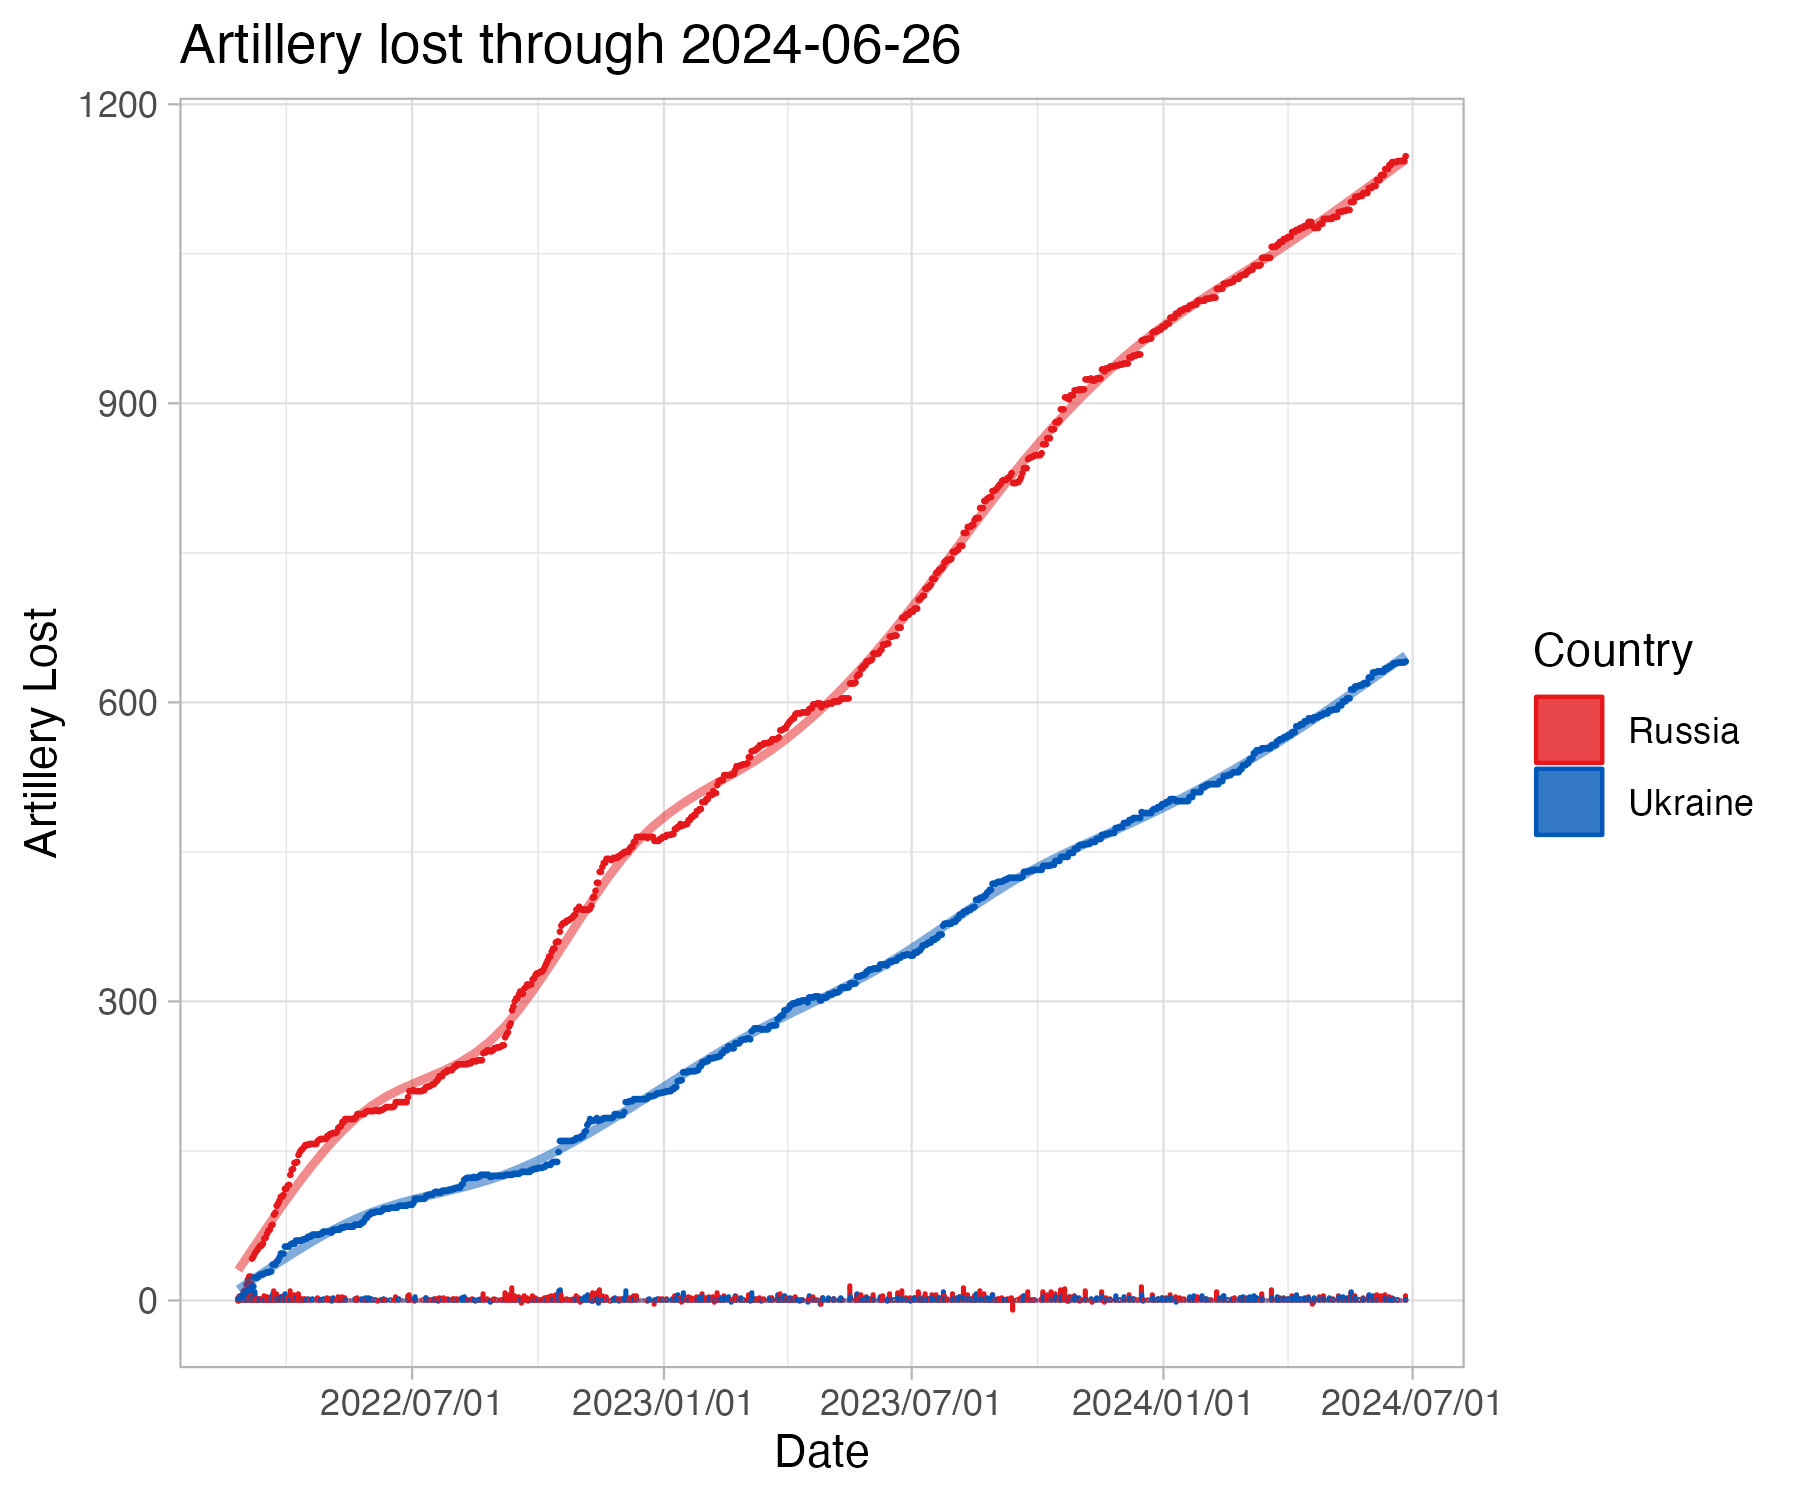 Artillery lost through 2024-06-26
1200
900
600
300
0
Artillery Lost
2022/07/01
2023/01/01
2023/07/01
2024/01/01
2024/07/01
Date
Country
Russia
Ukraine